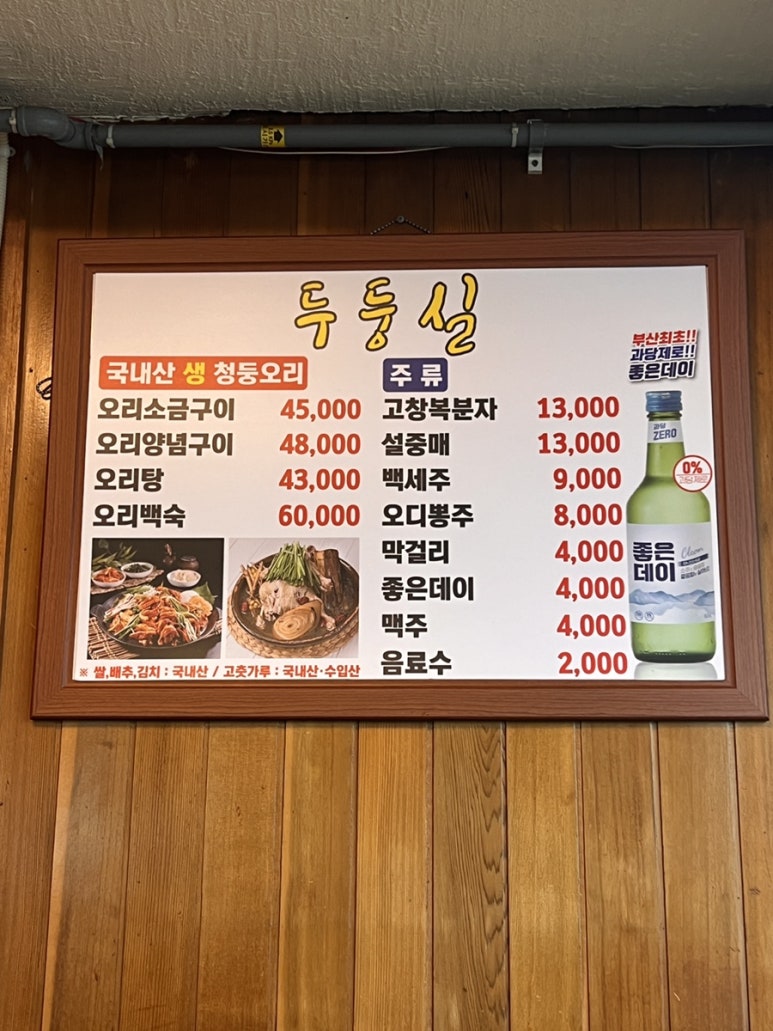 두둥실
국내산 생 청둥오리
오리소금구이 45,000
오리양념구이 48,000
오리탕 43,000
오리백숙 60,000
※ 쌀,배추,김치 : 국내산 / 고춧가루 : 국내산·수입산
주 류
고창복분자 13,000
설중매 13,000
백세주 9,000
오디뽕주 8,000
막걸리 4,000
좋은데이 4,000
맥주 4,000
음료수 2,000
부산최초!!
과당제로!!
좋은데이
과당
ZERO
0%
좋은
데이